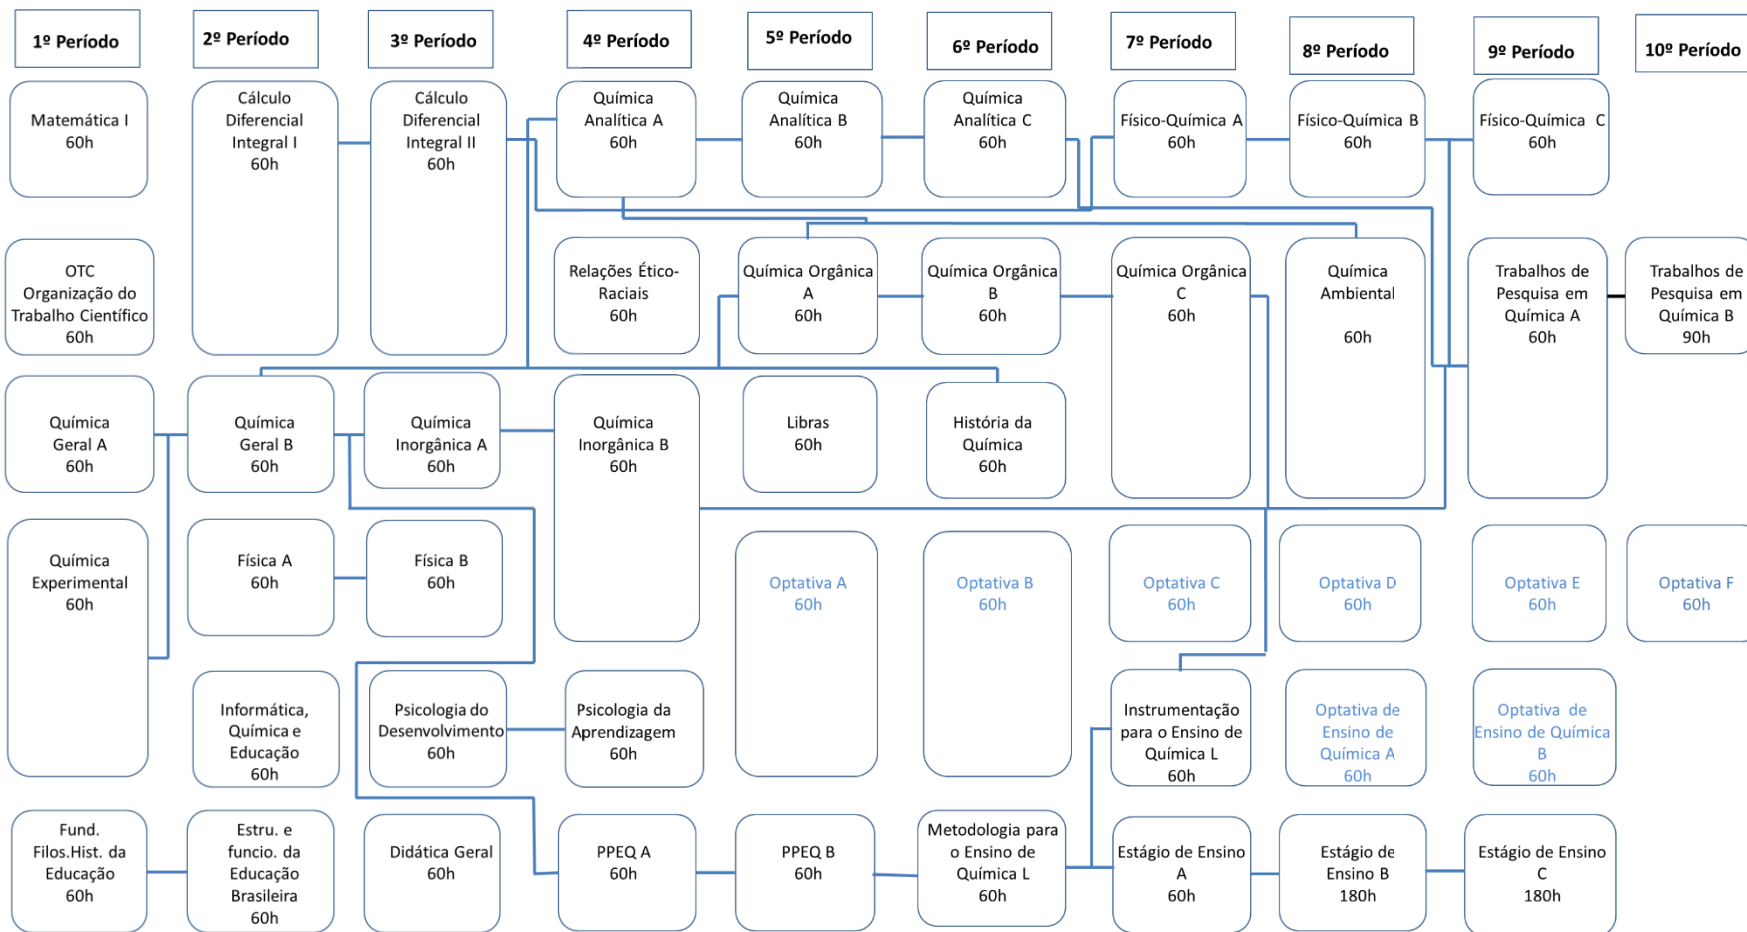 1º Período
2º Período
3º Período
4º Período
5º Período
6º Período
7º Período
8º Período
9º Período
10º Período
Matemática I
60h
Cálculo
Diferencial
Integral I
60h
Cálculo
Diferencial
Integral II
60h
Química
Analítica A
60h
Química
Analítica B
60h
Química
Analítica C
60h
Físico-Química A
60h
Físico-Química B
60h
Físico-Química C
60h
OTC
Organização do
Trabalho Científico
60h
Relações Ético-
Raciais
60h
Química Orgânica
A
60h
Química Orgânica
B
60h
Química Orgânica
C
60h
Química
Ambiental
60h
Trabalhos de
Pesquisa em
Química A
60h
Trabalhos de
Pesquisa em
Química B
90h
Química
Geral A
60h
Química
Geral B
60h
Química
Inorgânica A
60h
Química
Inorgânica B
60h
Libras
60h
História da
Química
60h
Química
Experimental
60h
Física A
60h
Física B
60h
Optativa A
60h
Optativa B
60h
Optativa C
60h
Optativa D
60h
Optativa E
60h
Optativa F
60h
Informática,
Química e
Educação
60h
Psicologia do
Desenvolvimento
60h
Psicologia da
Aprendizagem
60h
Instrumentação
para o Ensino de
Química L
60h
Optativa de
Ensino de
Química A
60h
Optativa de
Ensino de Química
B
60h
Fund.
Filos.Hist. da
Educação
60h
Estru. e
funcio. da
Educação
Brasileira
60h
Didática Geral
60h
PPEQ A
60h
PPEQ B
60h
Metodologia para
o Ensino de
Química L
60h
Estágio de Ensino
A
60h
Estágio de
Ensino B
180h
Estágio de Ensino
C
180h